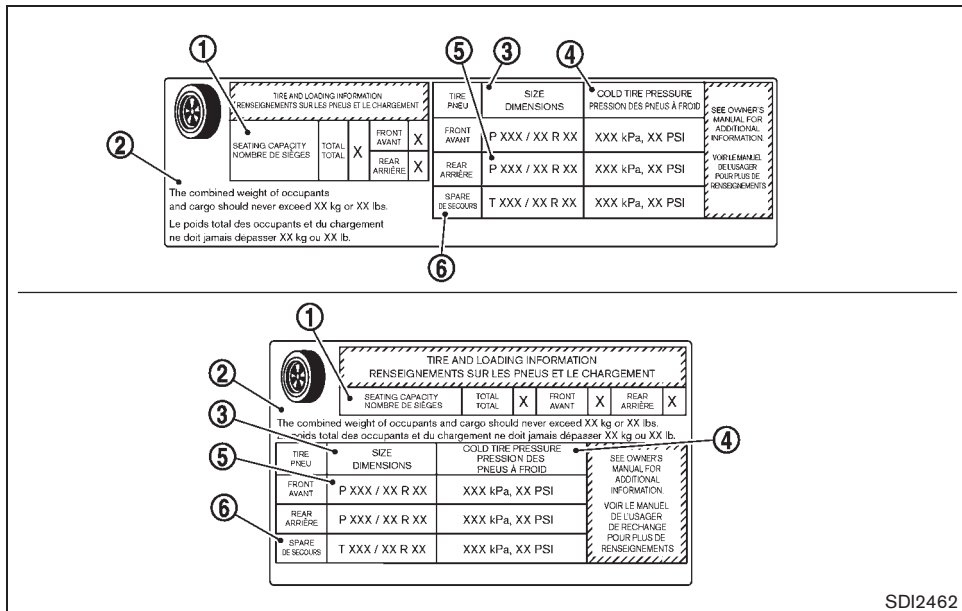 ① ⑤ ③ ④
TIRE AND LOADING INFORMATION
RENSEIGNEMENTS SUR LES PNEUS ET LE CHARGEMENT
SEATING CAPACITY
NOMBRE DE SIÈGES
TOTAL
TOTAL
X
FRONT
AVANT
X
REAR
ARRIÈRE
X
②
The combined weight of occupants
and cargo should never exceed XX kg or XX lbs.
Le poids total des occupants et du chargement
ne doit jamais dépasser XX kg ou XX lb.
TIRE
PNEU
SIZE
DIMENSIONS
COLD TIRE PRESSURE
PRESSION DES PNEUS À FROID
FRONT
AVANT
P XXX / XX R XX
XXX kPa, XX PSI
REAR
ARRIÈRE
P XXX / XX R XX
XXX kPa, XX PSI
SPARE
DE SECOURS
T XXX / XX R XX
XXX kPa, XX PSI
SEE OWNER'S
MANUAL FOR
ADDITIONAL
INFORMATION.
VOIR LE MANUEL
DE L'USAGER
POUR PLUS DE
RENSEIGNEMENTS
⑥
①
TIRE AND LOADING INFORMATION
RENSEIGNEMENTS SUR LES PNEUS ET LE CHARGEMENT
②
SEATING CAPACITY
NOMBRE DE SIÈGES
TOTAL
TOTAL
X
FRONT
AVANT
X
REAR
ARRIÈRE
X
The combined weight of occupants and cargo should never exceed XX kg or XX lbs.
Le poids total des occupants et du chargement ne doit jamais dépasser XX kg ou XX lb.
③
④
TIRE
PNEU
SIZE
DIMENSIONS
COLD TIRE PRESSURE
PRESSION DES
PNEUS À FROID
⑤
FRONT
AVANT
P XXX / XX R XX
XXX kPa, XX PSI
REAR
ARRIÈRE
P XXX / XX R XX
XXX kPa, XX PSI
⑥
SPARE
DE SECOURS
T XXX / XX R XX
XXX kPa, XX PSI
SEE OWNER'S
MANUAL FOR
ADDITIONAL
INFORMATION.
VOIR LE MANUEL
DE L'USAGER
DE RECHANGE
POUR PLUS DE
RENSEIGNEMENTS
SDI2462